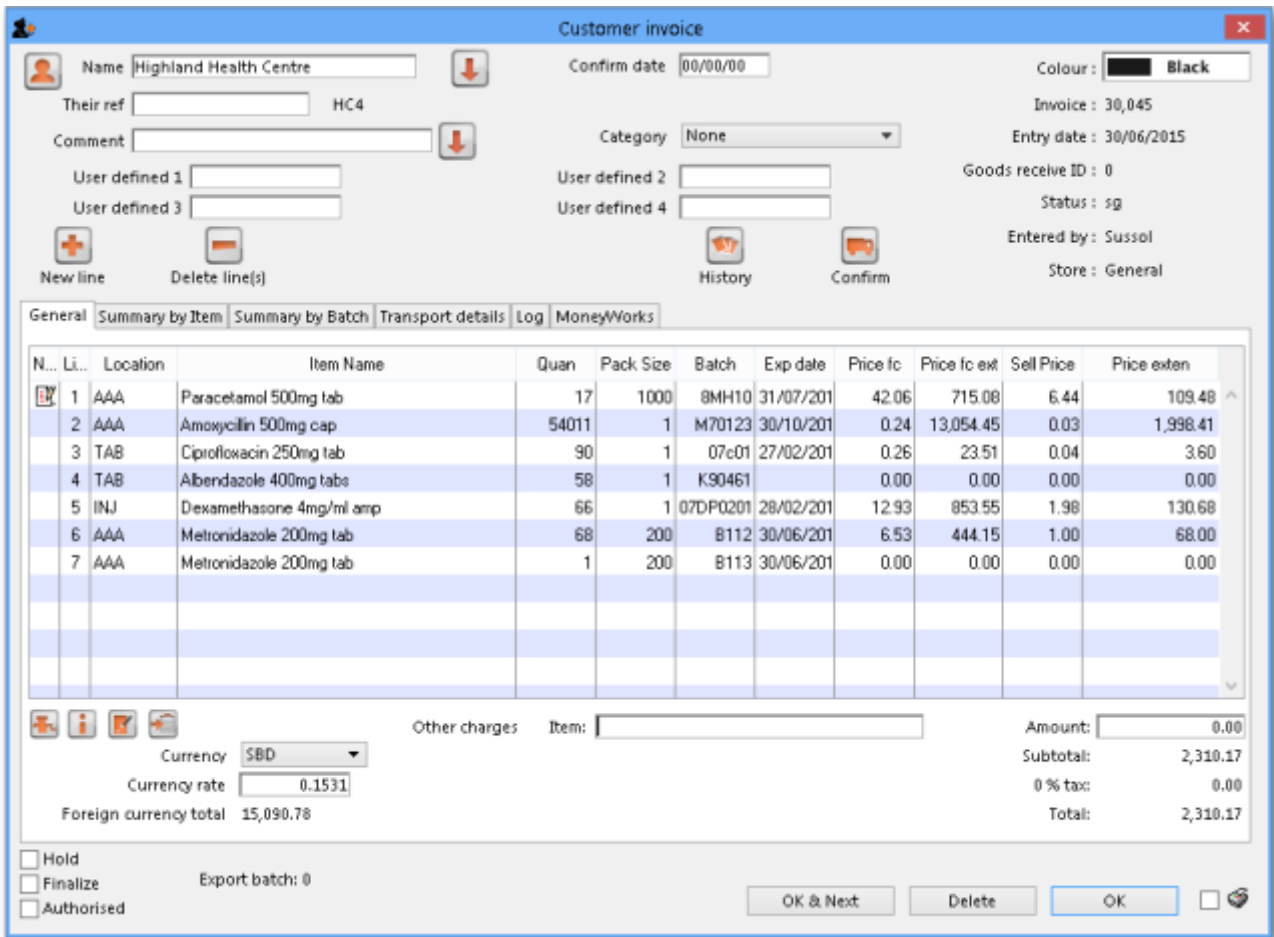 Customer invoice
Name Highland Health Centre Confirm date 00/00/00 Colour : Black
Their ref HC4 Invoice : 30,045
Comment Category None Entry date : 30/06/2015
User defined 1 User defined 2 Goods receive ID : 0
User defined 3 User defined 4 Status : sg
Entered by : Sussol
New line Delete line(s) History Confirm Store : General
General Summary by Item Summary by Batch Transport details Log MoneyWorks
N... Li... Location Item Name Quan Pack Size Batch Exp date Price fc Price fc ext Sell Price Price exten
1 AAA Paracetamol 500mg tab 17 1000 8MH10 31/07/201 42.06 715.08 6.44 109.48
2 AAA Amoxycillin 500mg cap 54011 1 M70123 30/10/201 0.24 13,054.45 0.03 1,998.41
3 TAB Ciprofloxacin 250mg tab 90 1 07c01 27/02/201 0.26 23.51 0.04 3.60
4 TAB Albendazole 400mg tabs 58 1 K90461 0.00 0.00 0.00 0.00
5 INJ Dexamethasone 4mg/ml amp 66 1 07DP0201 28/02/201 12.93 853.55 1.98 130.68
6 AAA Metronidazole 200mg tab 68 200 B112 30/06/201 6.53 444.15 1.00 68.00
7 AAA Metronidazole 200mg tab 1 200 B113 30/06/201 0.00 0.00 0.00 0.00
Other charges Item: Amount: 0.00
Currency SBD Subtotal: 2,310.17
Currency rate 0.1531 0 % tax: 0.00
Foreign currency total 15,090.78 Total: 2,310.17
Hold
Finalize Export batch: 0
Authorised OK & Next Delete OK